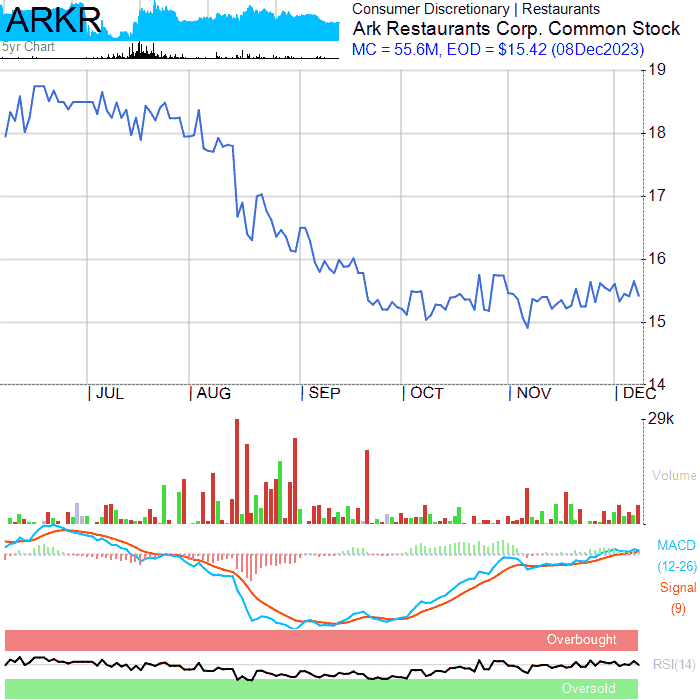 ARKR
5yr Chart
Consumer Discretionary | Restaurants
Ark Restaurants Corp. Common Stock
MC = 55.6M, EOD = $15.42 (08Dec2023)
19
18
17
16
15
14
JUL AUG SEP OCT NOV DEC
29k
Volume
MACD
(12-26)
Signal
(9)
Overbought
RSI(14)
Oversold